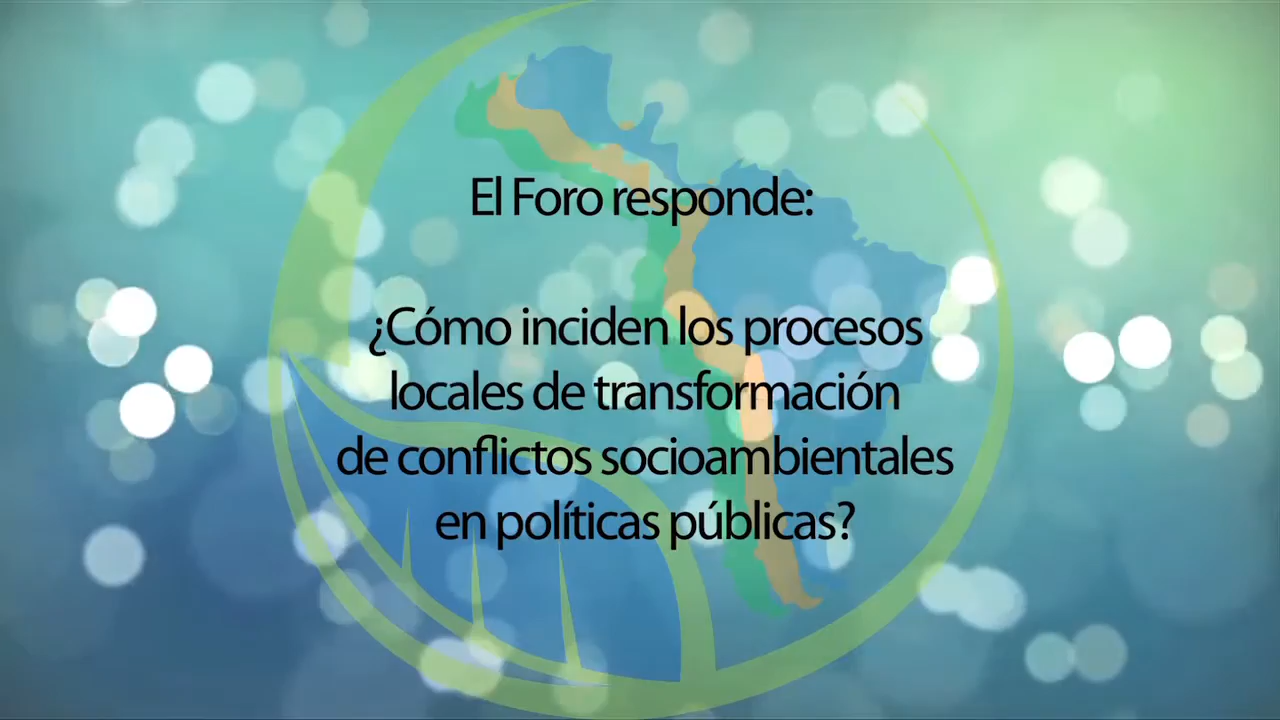 El Foro responde:
¿Cómo inciden los procesos
locales de transformación
de conflictos socioambientales
en políticas públicas?